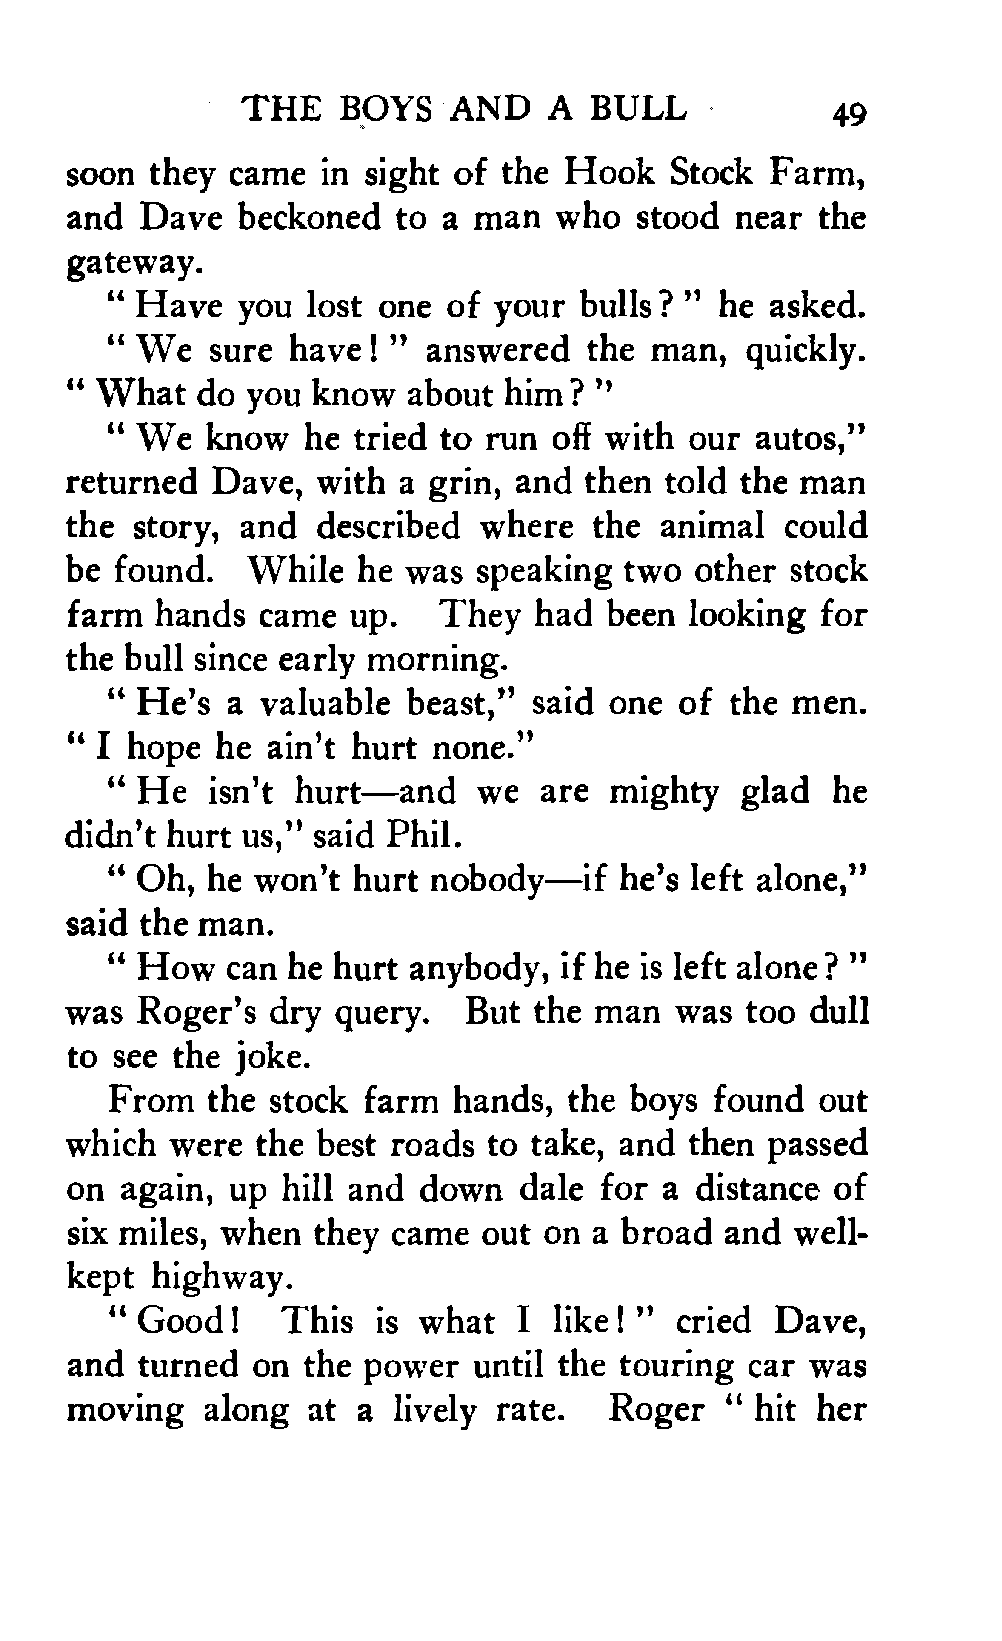 THE BOYS AND A BULL 49
soon they came in sight of the Hook Stock Farm,
and Dave beckoned to a man who stood near the
gateway.
" Have you lost one of your bulls? " he asked.
" We sure have! " answered the man, quickly.
" What do you know about him? "
" We know he tried to run off with our autos,"
returned Dave, with a grin, and then told the man
the story, and described where the animal could
be found. While he was speaking two other stock
farm hands came up. They had been looking for
the bull since early morning.
" He's a valuable beast," said one of the men.
" I hope he ain't hurt none."
" He isn't hurt—and we are mighty glad he
didn't hurt us," said Phil.
" Oh, he won't hurt nobody—if he's left alone,"
said the man.
" How can he hurt anybody, if he is left alone? "
was Roger's dry query. But the man was too dull
to see the joke.
From the stock farm hands, the boys found out
which were the best roads to take, and then passed
on again, up hill and down dale for a distance of
six miles, when they came out on a broad and well-
kept highway.
" Good! This is what I like! " cried Dave,
and turned on the power until the touring car was
moving along at a lively rate. Roger " hit her